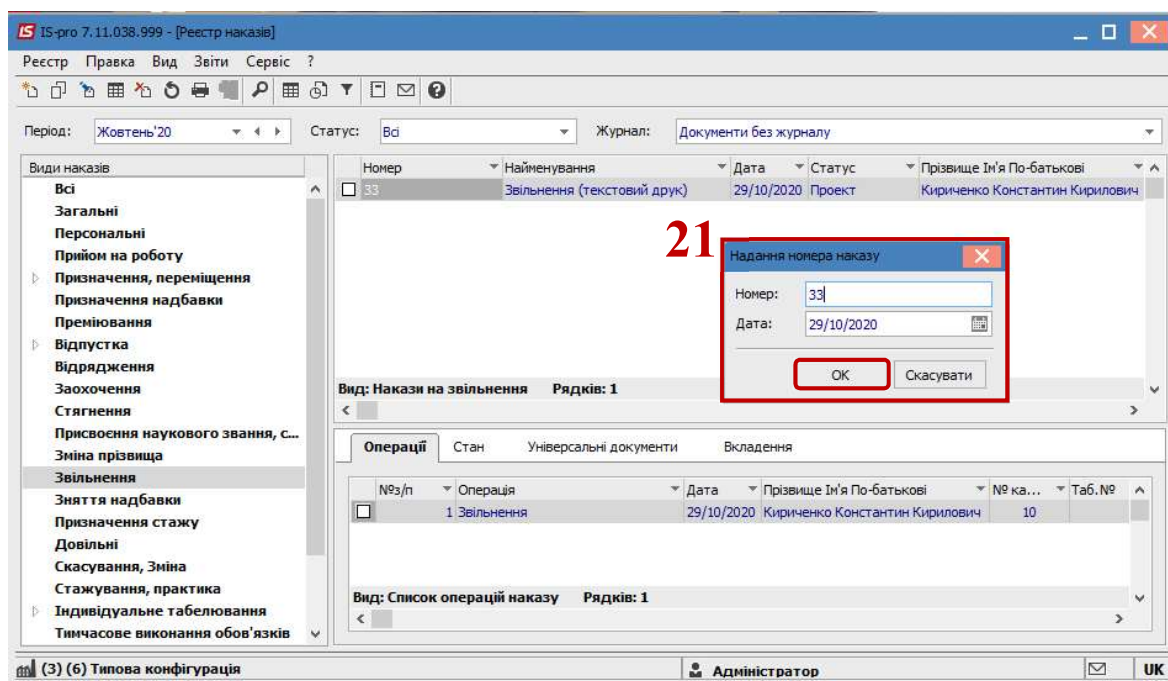 IS-pro 7.11.038.999 - [Реєстр наказів]
Реєстр Правка Вид Звіти Сервіс ?
Період: Жовтень'20 Статус: Всі Журнал: Документи без журналу
Види наказів
Всі
Загальні
Персональні
Прийом на роботу
Призначення, переміщення
Призначення надбавки
Преміювання
Відпустка
Відрядження
Заохочення
Стягнення
Присвоєння наукового звання, с...
Зміна прізвища
Звільнення
Зняття надбавки
Призначення стажу
Довільні
Скасування, Зміна
Стажування, практика
Індивідуальне табелювання
Тимчасове виконання обов'язків
Номер Найменування Дата Статус Прізвище Ім'я По-батькові
33 Звільнення (текстовий друк) 29/10/2020 Проект Кириченко Константин Кирилович
21
Надання номера наказу
Номер: 33
Дата: 29/10/2020
OK Скасувати
Вид: Накази на звільнення Рядків: 1
Операції Стан Універсальні документи Вкладення
№з/п Операція Дата Прізвище Ім'я По-батькові № ка... Таб.№
1 Звільнення 29/10/2020 Кириченко Константин Кирилович 10
Вид: Список операцій наказу Рядків: 1
(3) (6) Типова конфігурація Адміністратор UK